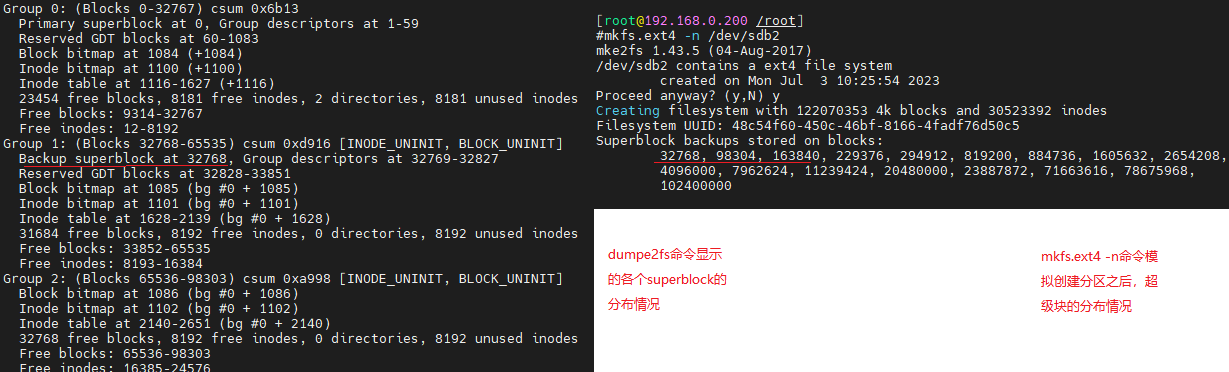 Group 0: (Blocks 0-32767) csum 0x6b13
  Primary superblock at 0, Group descriptors at 1-59
  Reserved GDT blocks at 60-1083
  Block bitmap at 1084 (+1084)
  Inode bitmap at 1100 (+1100)
  Inode table at 1116-1627 (+1116)
  23454 free blocks, 8181 free inodes, 2 directories, 8181 unused inodes
  Free blocks: 9314-32767
  Free inodes: 12-8192
Group 1: (Blocks 32768-65535) csum 0xd916 [INODE_UNINIT, BLOCK_UNINIT]
  Backup superblock at 32768, Group descriptors at 32769-32827
  Reserved GDT blocks at 32828-33851
  Block bitmap at 1085 (bg #0 + 1085)
  Inode bitmap at 1101 (bg #0 + 1101)
  Inode table at 1628-2139 (bg #0 + 1628)
  31684 free blocks, 8192 free inodes, 0 directories, 8192 unused inodes
  Free blocks: 33852-65535
  Free inodes: 8193-16384
Group 2: (Blocks 65536-98303) csum 0xa998 [INODE_UNINIT, BLOCK_UNINIT]
  Block bitmap at 1086 (bg #0 + 1086)
  Inode bitmap at 1102 (bg #0 + 1102)
  Inode table at 2140-2651 (bg #0 + 2140)
  32768 free blocks, 8192 free inodes, 0 directories, 8192 unused inodes
  Free blocks: 65536-98303
  Free inodes: 16385-24576
[root@192.168.0.200 /root]
#mkfs.ext4 -n /dev/sdb2
mke2fs 1.43.5 (04-Aug-2017)
/dev/sdb2 contains a ext4 file system
        created on Mon Jul  3 10:25:54 2023
Proceed anyway? (y,N) y
Creating filesystem with 122070353 4k blocks and 30523392 inodes
Filesystem UUID: 48c54f60-450c-46bf-8166-4fadf76d50c5
Superblock backups stored on blocks:
        32768, 98304, 163840, 229376, 294912, 819200, 884736, 1605632, 2654208,
        4096000, 7962624, 11239424, 20480000, 23887872, 71663616, 78675968,
        102400000
dumpe2fs命令显示
的各个superblock的
分布情况
mkfs.ext4 -n命令模
拟创建分区之后，超
级块的分布情况